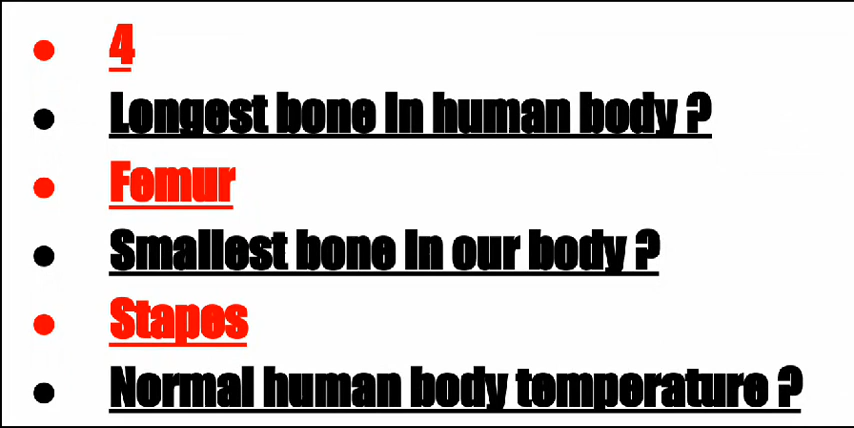 4
Longest bone in human body ?
Femur
Smallest bone in our body ?
Stapes
Normal human body temperature ?